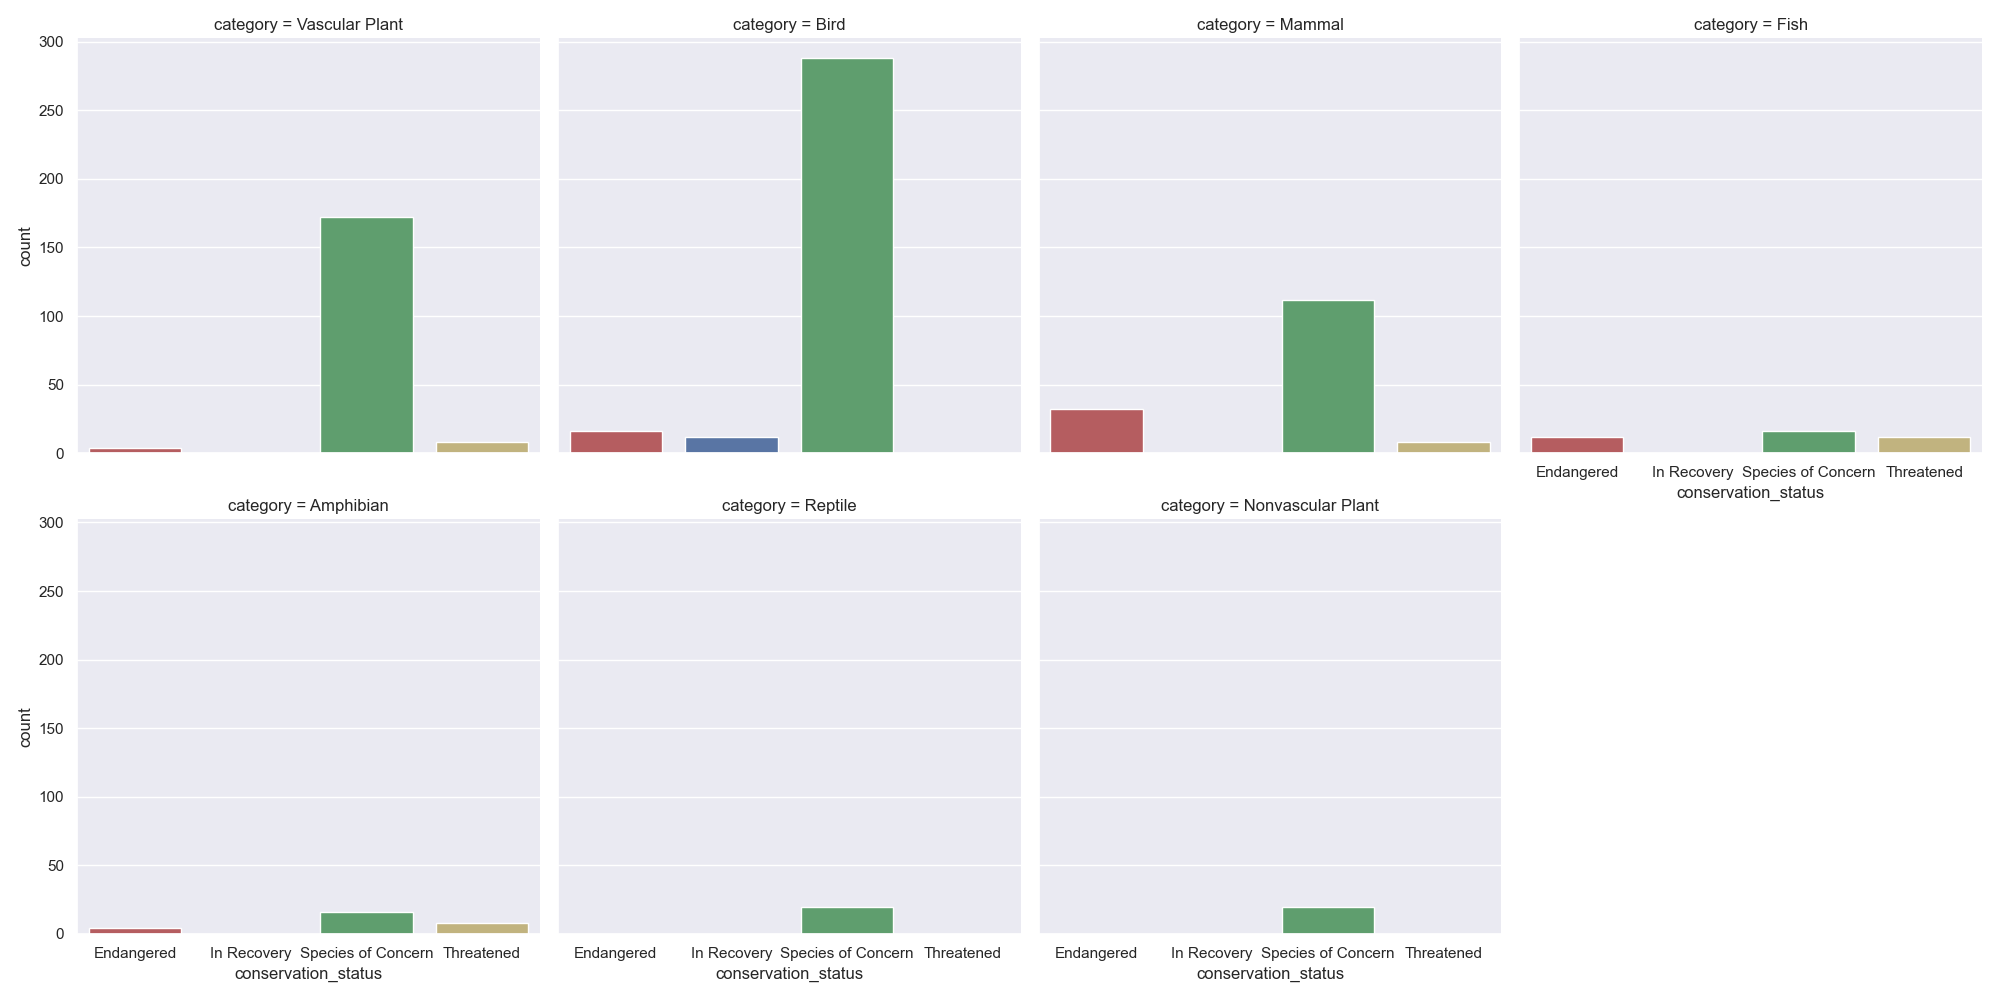 category = Vascular Plant
category = Bird
category = Mammal
category = Fish
300
250
200
150
100
50
0
count
Endangered In Recovery Species of Concern Threatened
conservation_status
category = Amphibian
category = Reptile
category = Nonvascular Plant
300
250
200
150
100
50
0
count
Endangered In Recovery Species of Concern Threatened
conservation_status
Endangered In Recovery Species of Concern Threatened
conservation_status
Endangered In Recovery Species of Concern Threatened
conservation_status